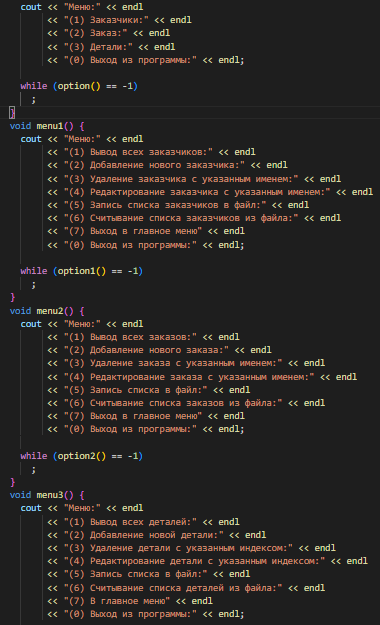 cout << "Меню:" << endl
<< "(1) Заказчики:" << endl
<< "(2) Заказ:" << endl
<< "(3) Детали:" << endl
<< "(0) Выход из программы:" << endl;
while (option() == -1)
;
}
void menu1() {
cout << "Меню:" << endl
<< "(1) Вывод всех заказчиков:" << endl
<< "(2) Добавление нового заказчика:" << endl
<< "(3) Удаление заказчика с указанным именем:" << endl
<< "(4) Редактирование заказчика с указанным именем:" << endl
<< "(5) Запись списка заказчиков в файл:" << endl
<< "(6) Считывание списка заказчиков из файла:" << endl
<< "(7) Выход в главное меню" << endl
<< "(0) Выход из программы:" << endl;
while (option1() == -1)
;
}
void menu2() {
cout << "Меню:" << endl
<< "(1) Вывод всех заказов:" << endl
<< "(2) Добавление нового заказа:" << endl
<< "(3) Удаление заказа с указанным именем:" << endl
<< "(4) Редактирование заказа с указанным именем:" << endl
<< "(5) Запись списка в файл:" << endl
<< "(6) Считывание списка заказов из файла:" << endl
<< "(7) Выход в главное меню" << endl
<< "(0) Выход из программы:" << endl;
while (option2() == -1)
;
}
void menu3() {
cout << "Меню:" << endl
<< "(1) Вывод всех деталей:" << endl
<< "(2) Добавление новой детали:" << endl
<< "(3) Удаление детали с указанным индексом:" << endl
<< "(4) Редактирование детали с указанным индексом:" << endl
<< "(5) Запись списка в файл:" << endl
<< "(6) Считывание списка деталей из файла:" << endl
<< "(7) В главное меню" << endl
<< "(0) Выход из программы:" << endl;